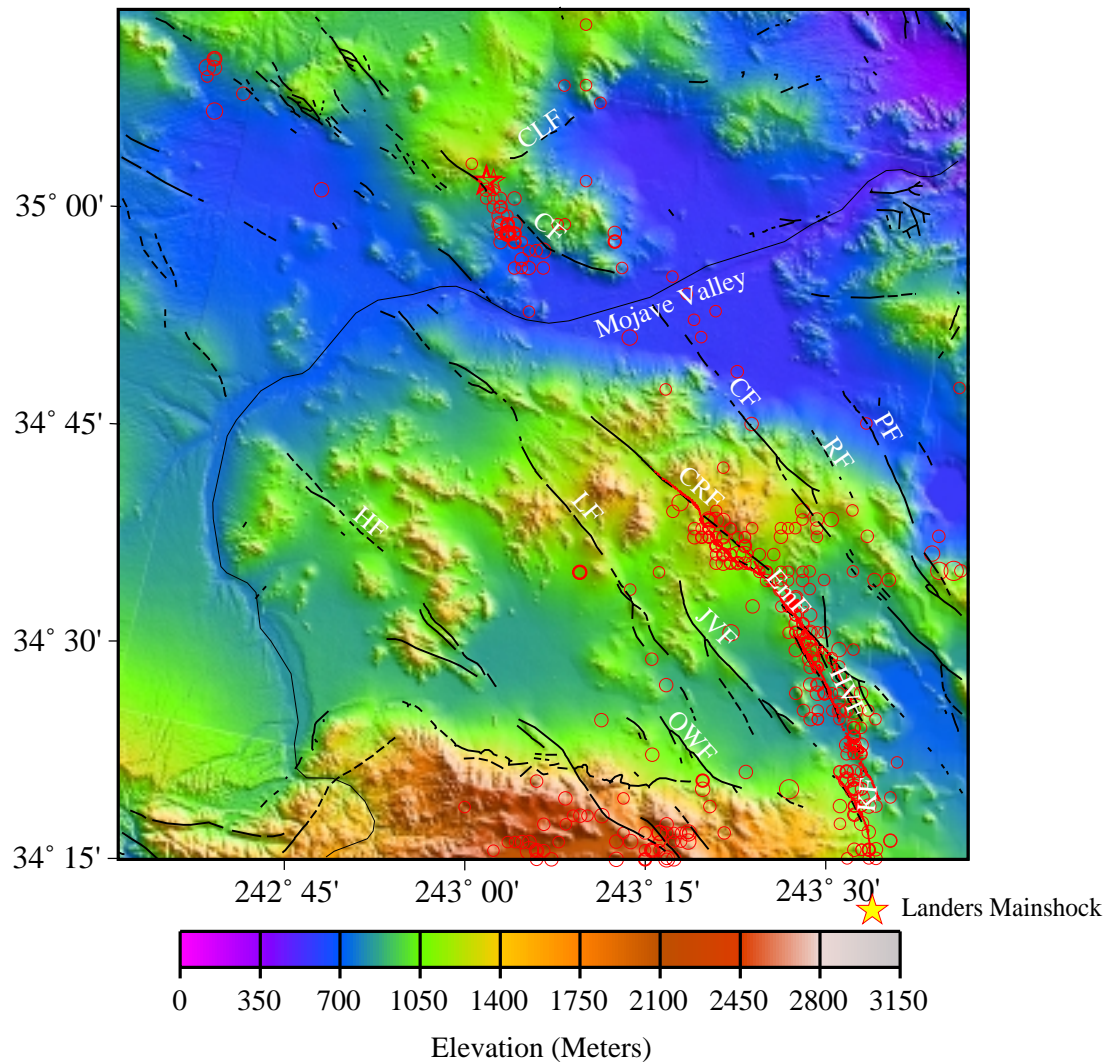 CLF
35° 00'
CF
Mojave Valley
34° 45'
CF
PF
RF
CRF
LF
HF
EmF
34° 30'
JVF
HVF
OWF
34° 15'
242° 45'
243° 00'
243° 15'
243° 30'
Landers Mainshock
0
350
700
1050
1400
1750
2100
2450
2800
3150
Elevation (Meters)